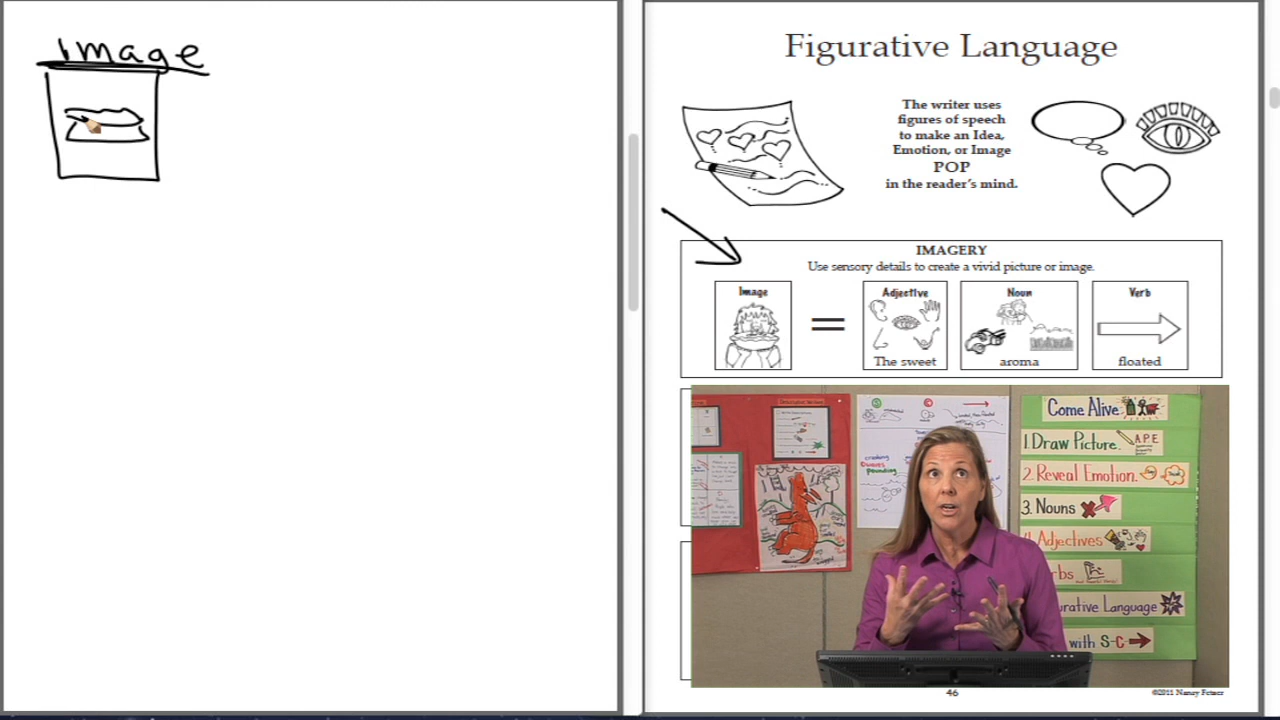 Image
Figurative Language
The writer uses
figures of speech
to make an Idea,
Emotion, or Image
POP
in the reader's mind.
IMAGERY
Use sensory details to create a vivid picture or image.
Image
=
Adjective
The sweet
Noun
aroma
Verb
floated
crashing
waves
pounding
Come Alive
1. Draw Picture. A.P.E.
2. Reveal Emotion.
3. Nouns
Adjectives
rbs
urative Language
with S-C
46
©2011 Nancy Fetzer